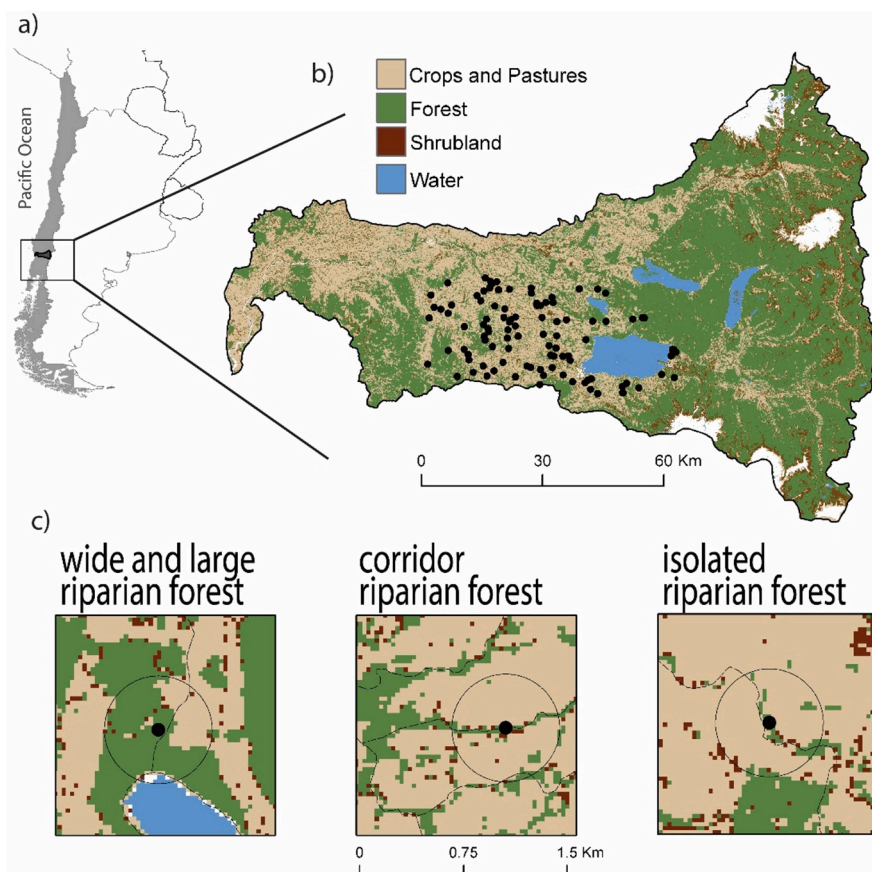 a)
Pacific Ocean
b)
Crops and Pastures
Forest
Shrubland
Water
0 30 60 Km
c)
wide and large
riparian forest
corridor
riparian forest
isolated
riparian forest
0 0.75 1.5 Km